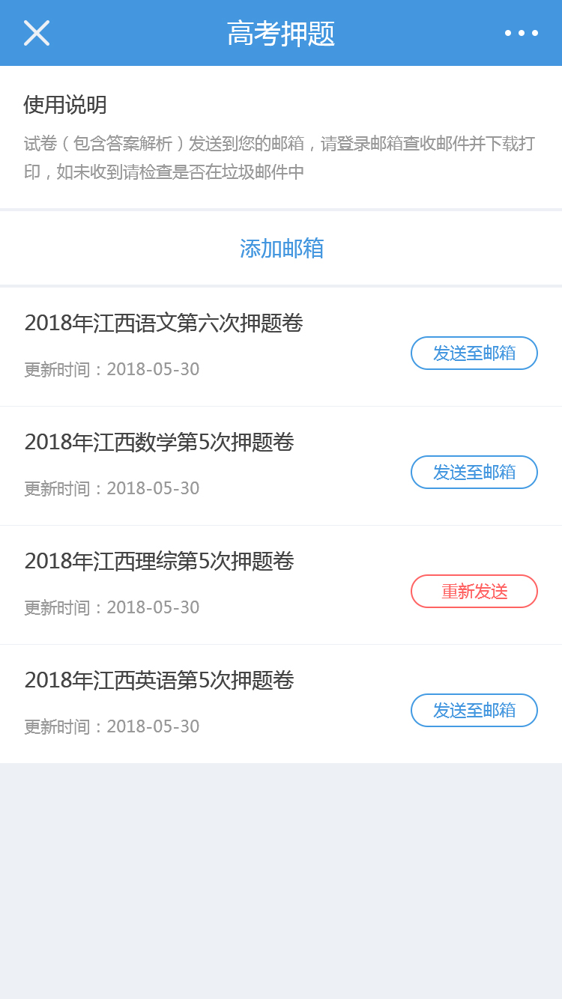 高考押题
使用说明
试卷（包含答案解析）发送到您的邮箱，请登录邮箱查收邮件并下载打
印，如未收到请检查是否在垃圾邮件中
添加邮箱
2018年江西语文第六次押题卷
更新时间：2018-05-30
发送至邮箱
2018年江西数学第5次押题卷
更新时间：2018-05-30
发送至邮箱
2018年江西理综第5次押题卷
更新时间：2018-05-30
重新发送
2018年江西英语第5次押题卷
更新时间：2018-05-30
发送至邮箱